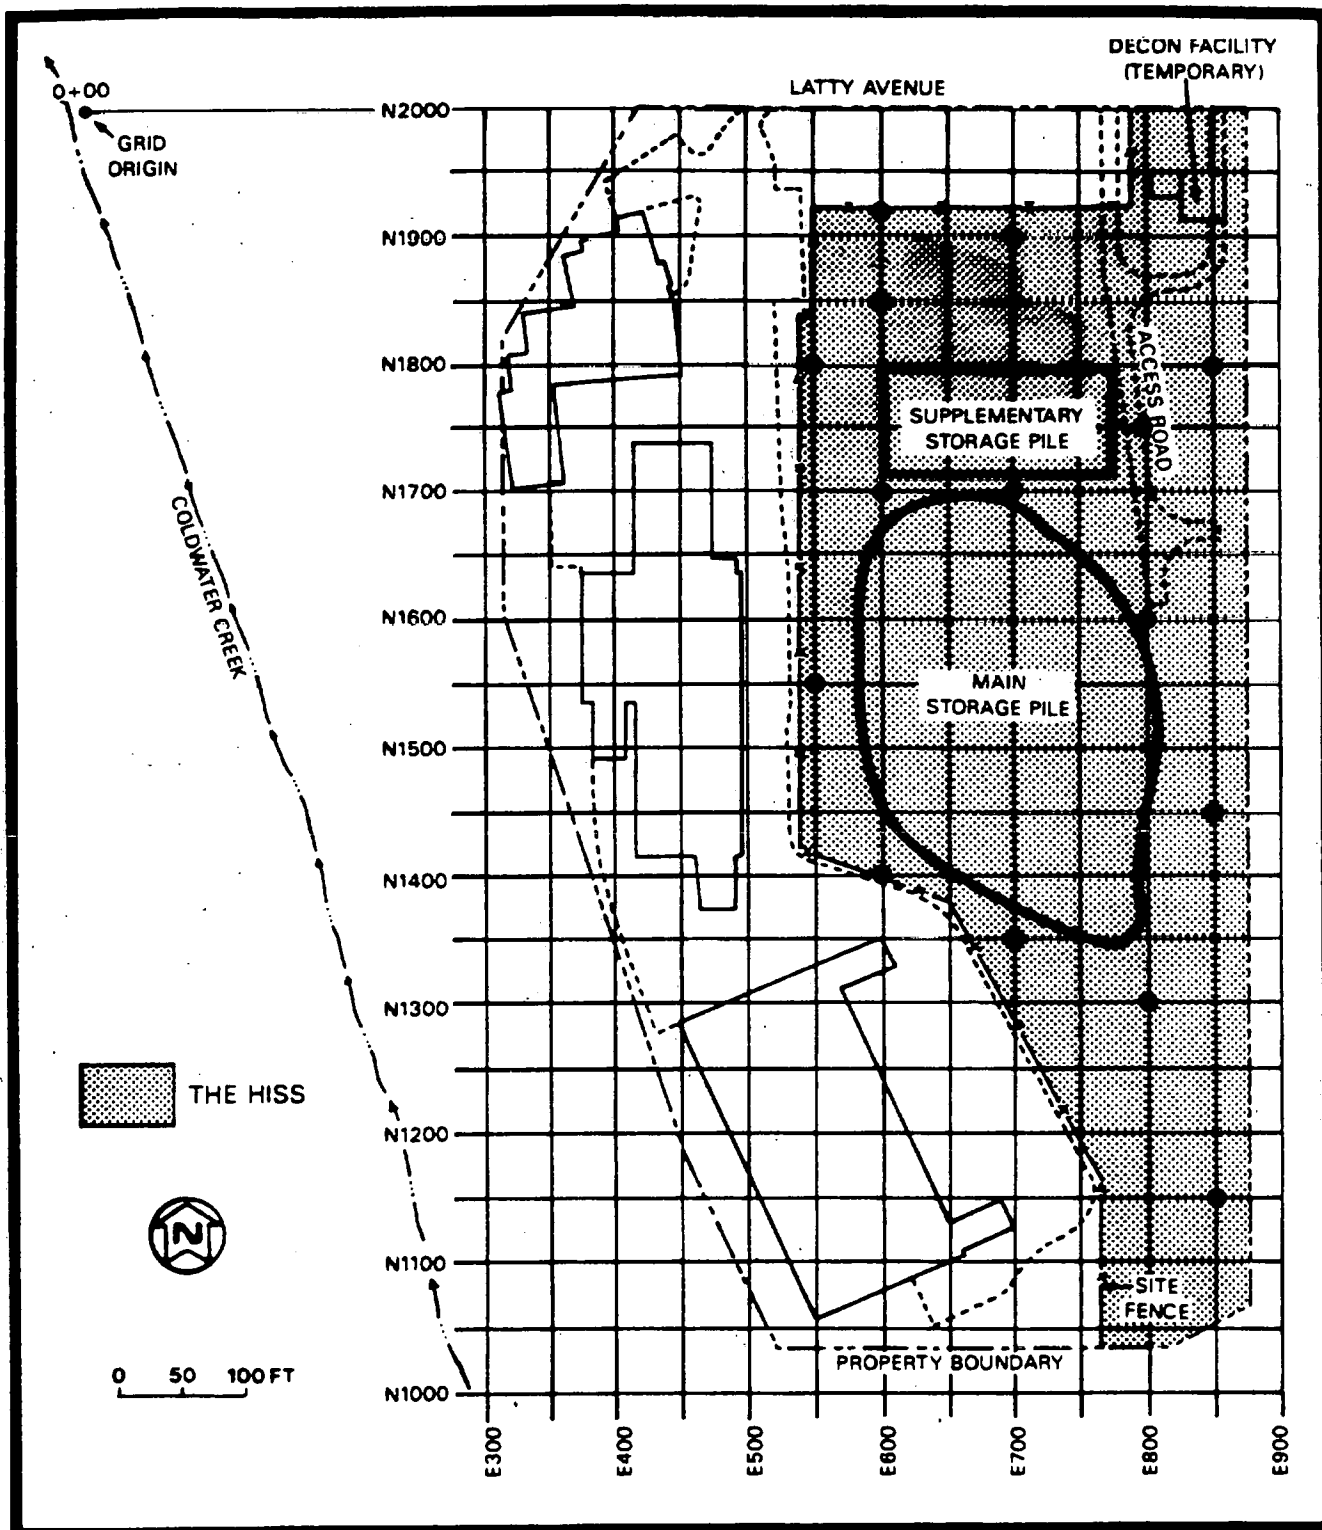 DECON FACILITY
(TEMPORARY)
LATTY AVENUE
0+00
GRID
ORIGIN
N2000
N1900
N1800
N1700
N1600
N1500
N1400
N1300
N1200
N1100
N1000
ACCESS ROAD
SUPPLEMENTARY
STORAGE PILE
COLDWATER CREEK
MAIN
STORAGE PILE
THE HISS
N
SITE
FENCE
PROPERTY BOUNDARY
0 50 100 FT
E300
E400
E500
E600
E700
E800
E900